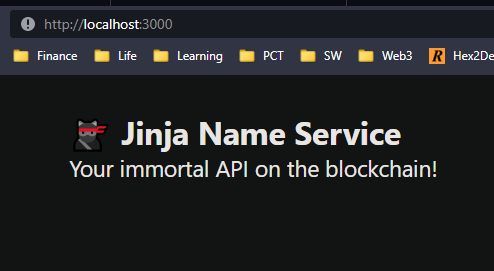 http://localhost:3000
Finance Life Learning PCT SW Web3 R Hex2De
Jinja Name Service
Your immortal API on the blockchain!